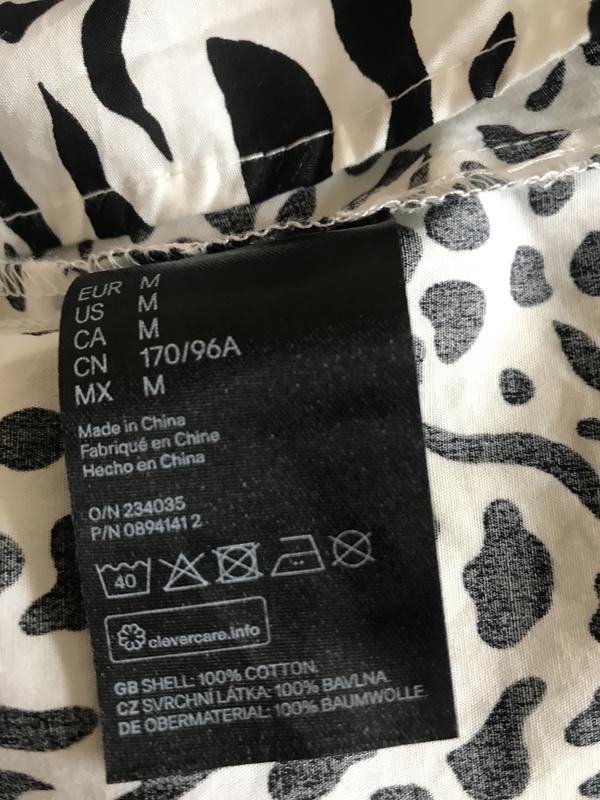 EUR M
US M
CA M
CN 170/96A
MX M
Made in China
Fabriqué en Chine
Hecho en China
O/N 234035
P/N 0894141 2
40
clevercare.info
GB SHELL: 100% COTTON.
CZ SVRCHNÍ LÁTKA: 100% BAVLNA.
DE OBERMATERIAL: 100% BAUMWOLLE.